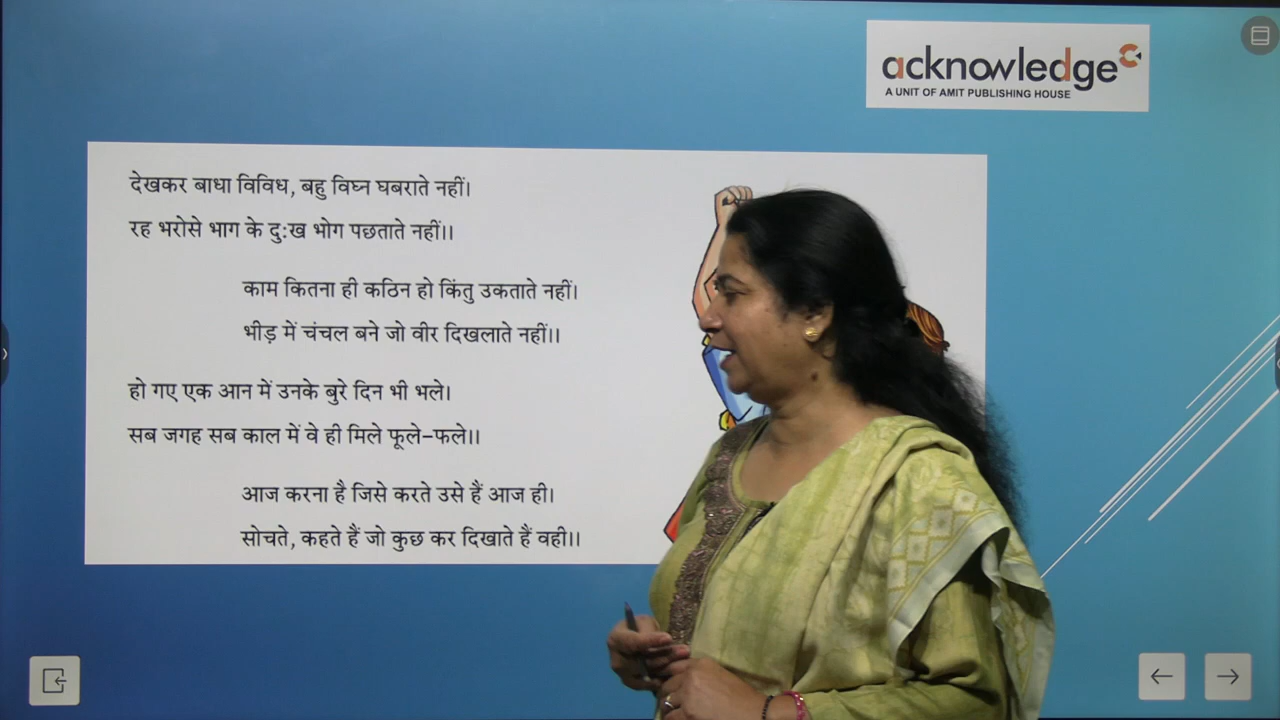 acknowledge
A UNIT OF AMIT PUBLISHING HOUSE
देखकर बाधा विविध, बहु विघ्न घबराते नहीं।
रह भरोसे भाग के दुःख भोग पछताते नहीं।।
काम कितना ही कठिन हो किंतु उकताते नहीं।
भीड़ में चंचल बने जो वीर दिखलाते नहीं।।
हो गए एक आन में उनके बुरे दिन भी भले।
सब जगह सब काल में वे ही मिले फूले-फले।।
आज करना है जिसे करते उसे हैं आज ही।
सोचते, कहते हैं जो कुछ कर दिखाते हैं वही।।